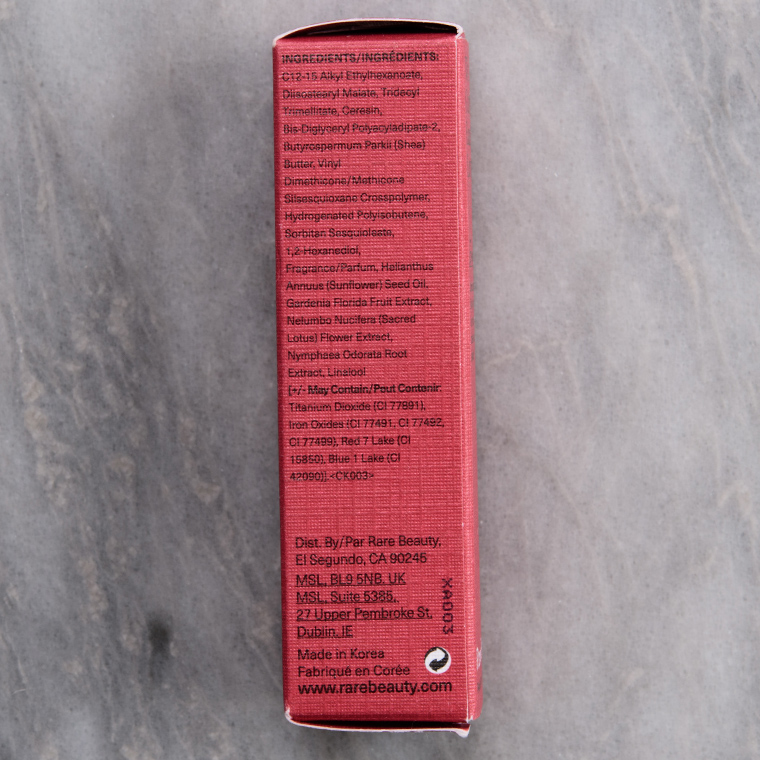 INGREDIENTS/INGRÉDIENTS:
C12-15 Alkyl Ethylhexanoate,
Diisostearyl Malate, Tridecyl
Trimellitate, Ceresin,
Bis-Diglyceryl Polyacyladipate-2,
Butyrospermum Parkii (Shea)
Butter, Vinyl
Dimethicone/Methicone
Silsesquioxane Crosspolymer,
Hydrogenated Polyisobutene,
Sorbitan Sesquioleate,
1,2-Hexanediol,
Fragrance/Parfum, Helianthus
Annuus (Sunflower) Seed Oil,
Gardenia Florida Fruit Extract,
Nelumbo Nucifera (Sacred
Lotus) Flower Extract,
Nymphaea Odorata Root
Extract, Linalool
[+/- May Contain/Peut Contenir:
Titanium Dioxide (CI 77891),
Iron Oxides (CI 77491, CI 77492,
CI 77499), Red 7 Lake (CI
15850), Blue 1 Lake (CI
42090)].<CK003>
Dist. By/Par Rare Beauty,
El Segundo, CA 90245
MSL, BL9 5NB, UK
MSL, Suite 5385,
27 Upper Pembroke St,
Dublin, IE
XA003
Made in Korea
Fabriqué en Corée
www.rarebeauty.com